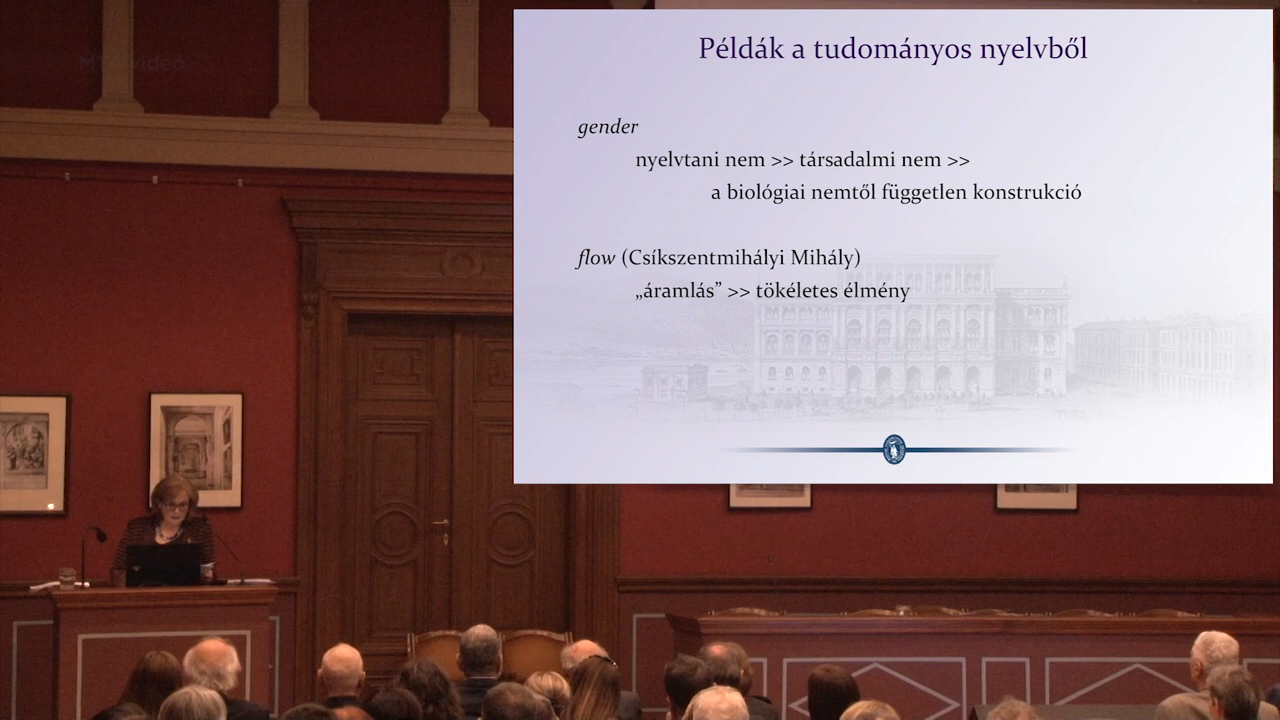 Példák a tudományos nyelvből
gender
nyelvtani nem >> társadalmi nem >>
a biológiai nemtől független konstrukció
flow (Csíkszentmihályi Mihály)
„áramlás” >> tökéletes élmény